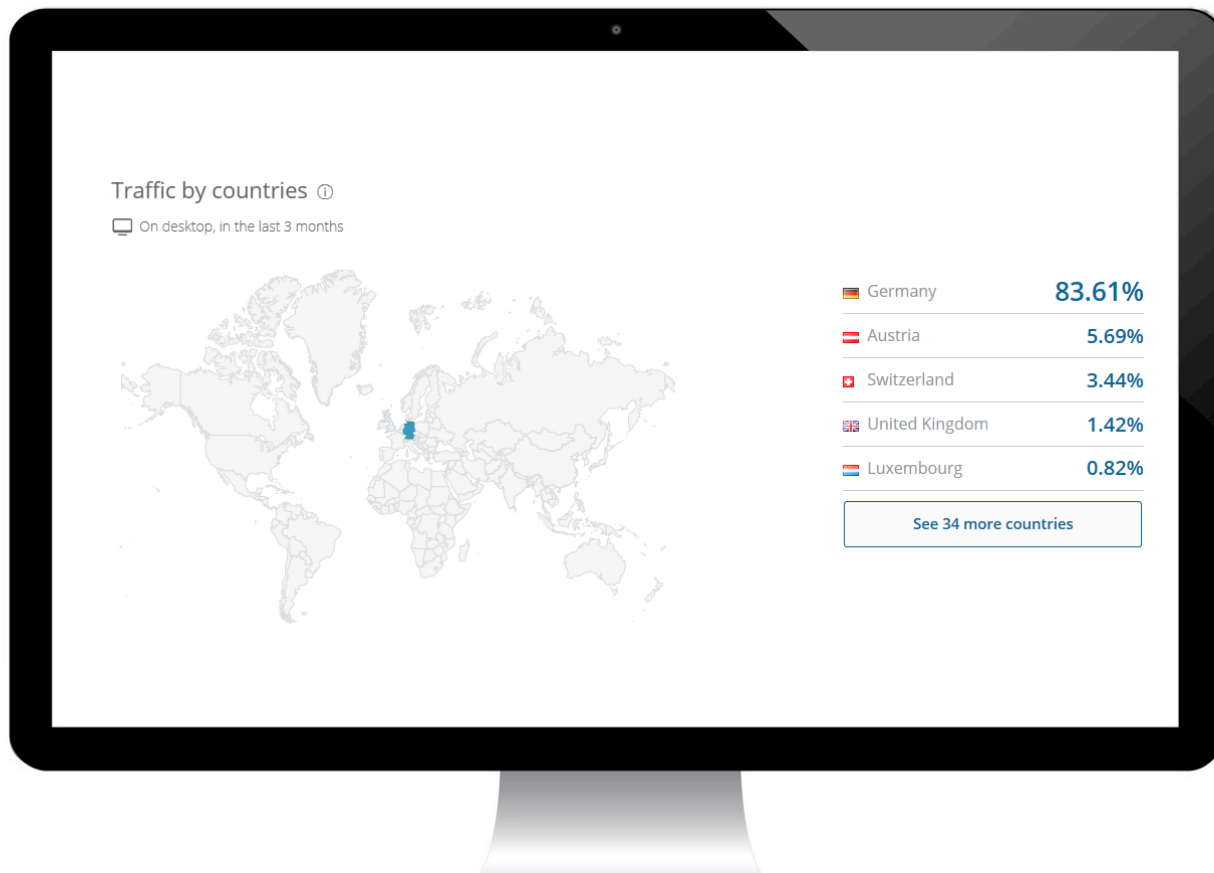 Traffic by countries
On desktop, in the last 3 months
Germany 83.61%
Austria 5.69%
Switzerland 3.44%
United Kingdom 1.42%
Luxembourg 0.82%
See 34 more countries